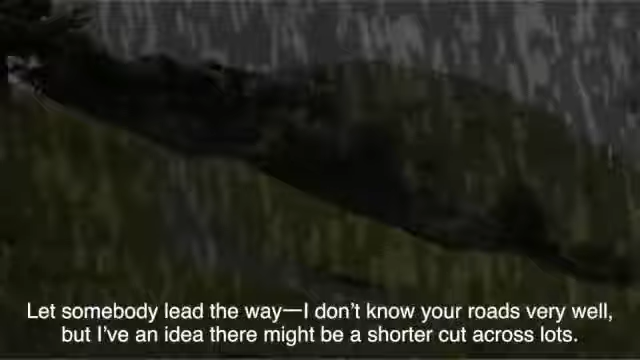 Let somebody lead the way—I don't know your roads very well,
but I've an idea there might be a shorter cut across lots.